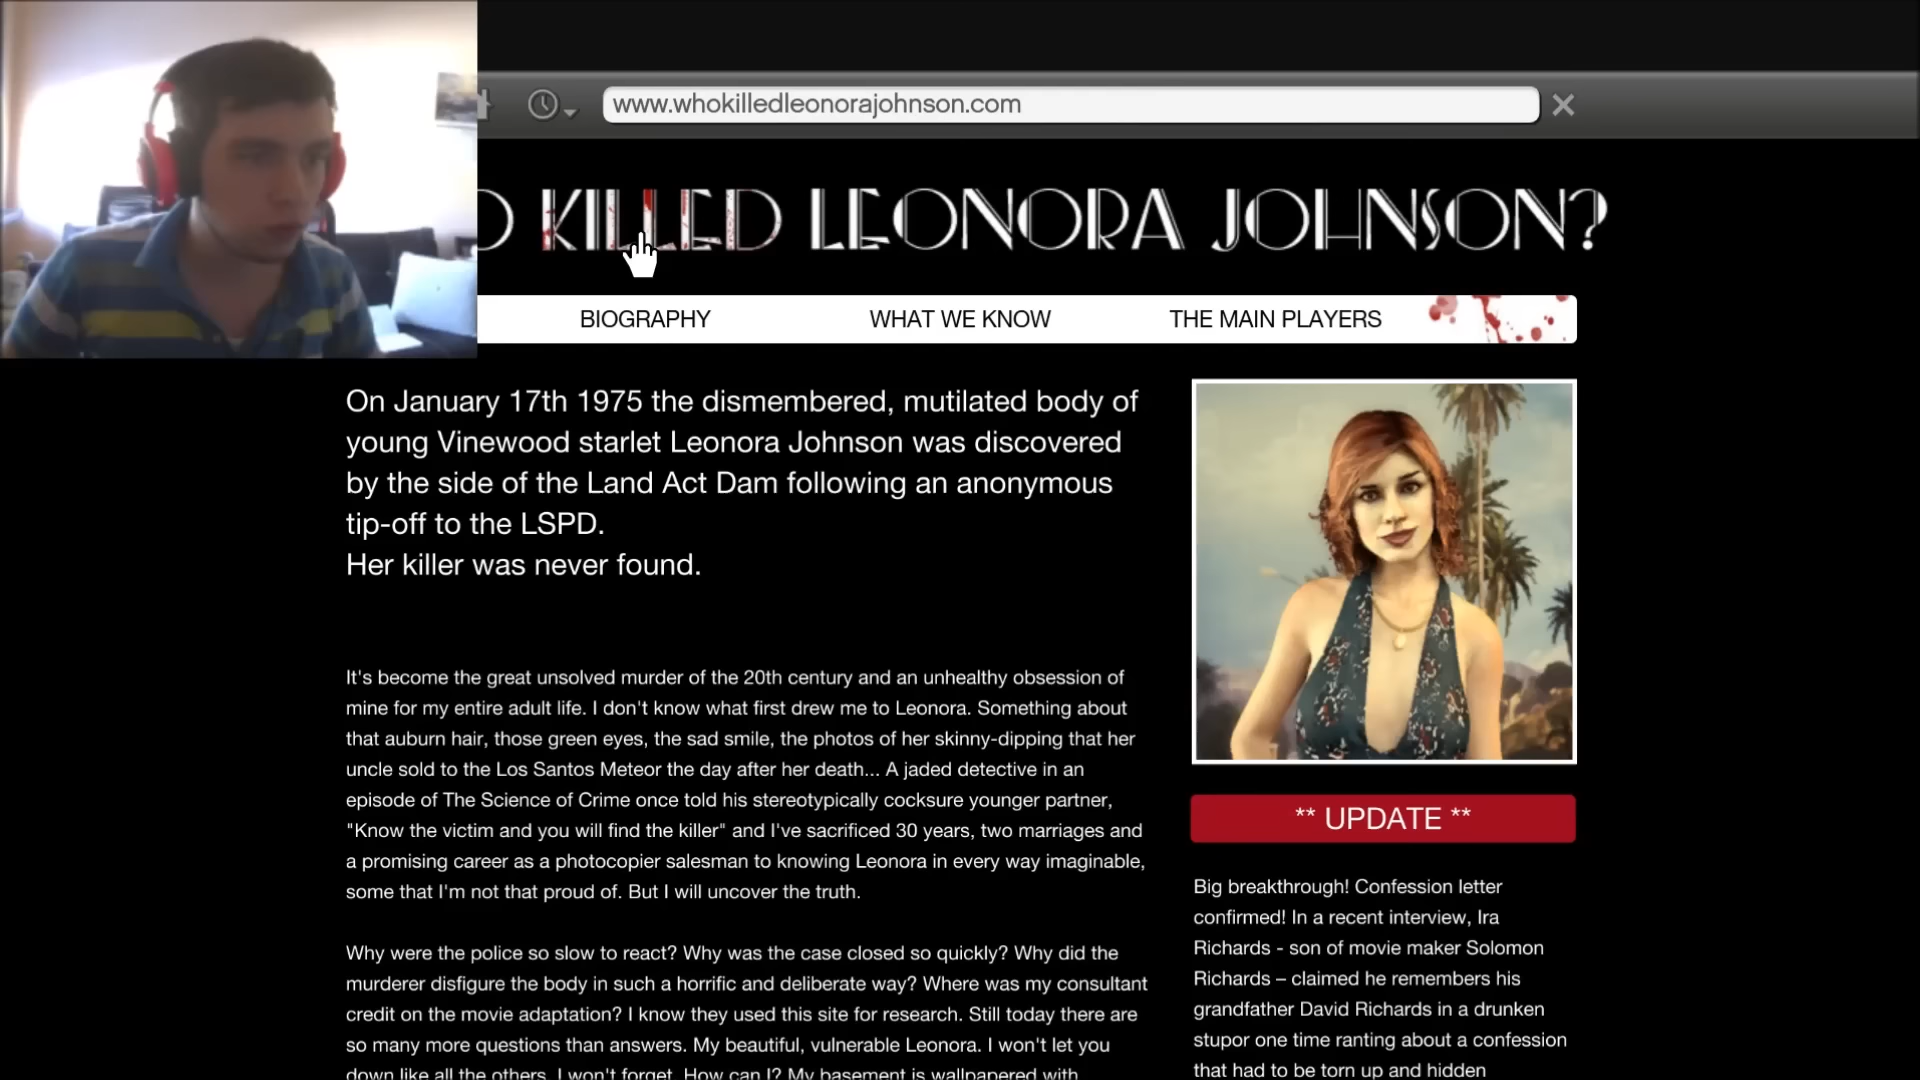 www.whokilledleonorajohnson.com
O KILLED LEONORA JOHNSON?
BIOGRAPHY
WHAT WE KNOW
THE MAIN PLAYERS
On January 17th 1975 the dismembered, mutilated body of
young Vinewood starlet Leonora Johnson was discovered
by the side of the Land Act Dam following an anonymous
tip-off to the LSPD.
Her killer was never found.
It's become the great unsolved murder of the 20th century and an unhealthy obsession of
mine for my entire adult life. I don't know what first drew me to Leonora. Something about
that auburn hair, those green eyes, the sad smile, the photos of her skinny-dipping that her
uncle sold to the Los Santos Meteor the day after her death... A jaded detective in an
episode of The Science of Crime once told his stereotypically cocksure younger partner,
"Know the victim and you will find the killer" and I've sacrificed 30 years, two marriages and
a promising career as a photocopier salesman to knowing Leonora in every way imaginable,
some that I'm not that proud of. But I will uncover the truth.
Why were the police so slow to react? Why was the case closed so quickly? Why did the
murderer disfigure the body in such a horrific and deliberate way? Where was my consultant
credit on the movie adaptation? I know they used this site for research. Still today there are
so many more questions than answers. My beautiful, vulnerable Leonora. I won't let you
down like all the others. I won't forget. How can I? My basement is wallpapered with
** UPDATE **
Big breakthrough! Confession letter
confirmed! In a recent interview, Ira
Richards - son of movie maker Solomon
Richards – claimed he remembers his
grandfather David Richards in a drunken
stupor one time ranting about a confession
that had to be torn up and hidden